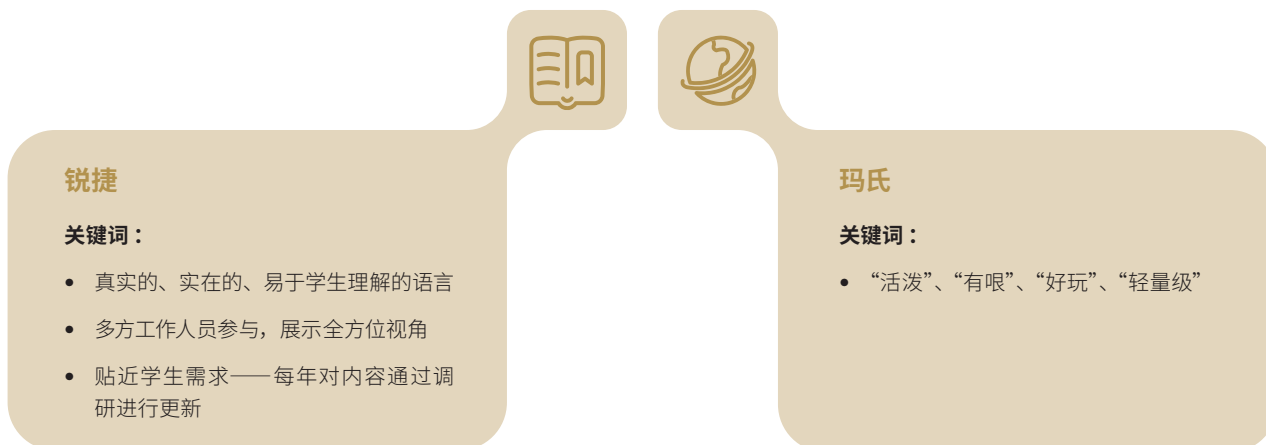 锐捷
关键词：
• 真实的、实在的、易于学生理解的语言
• 多方工作人员参与，展示全方位视角
• 贴近学生需求——每年对内容通过调
研进行更新
玛氏
关键词：
• “活泼”、“有哏”、“好玩”、“轻量级”